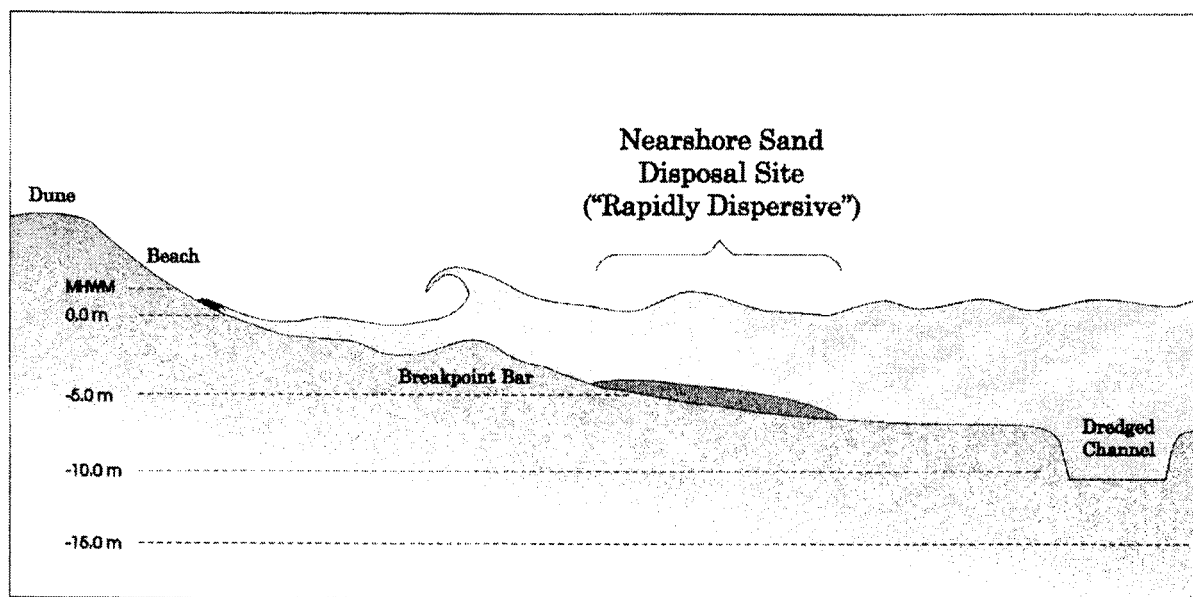 Nearshore Sand
Disposal Site
("Rapidly Dispersive")
Dune
Beach
MHWM
0.0 m
Breakpoint Bar
-5.0 m
Dredged
Channel
-10.0 m
-15.0 m